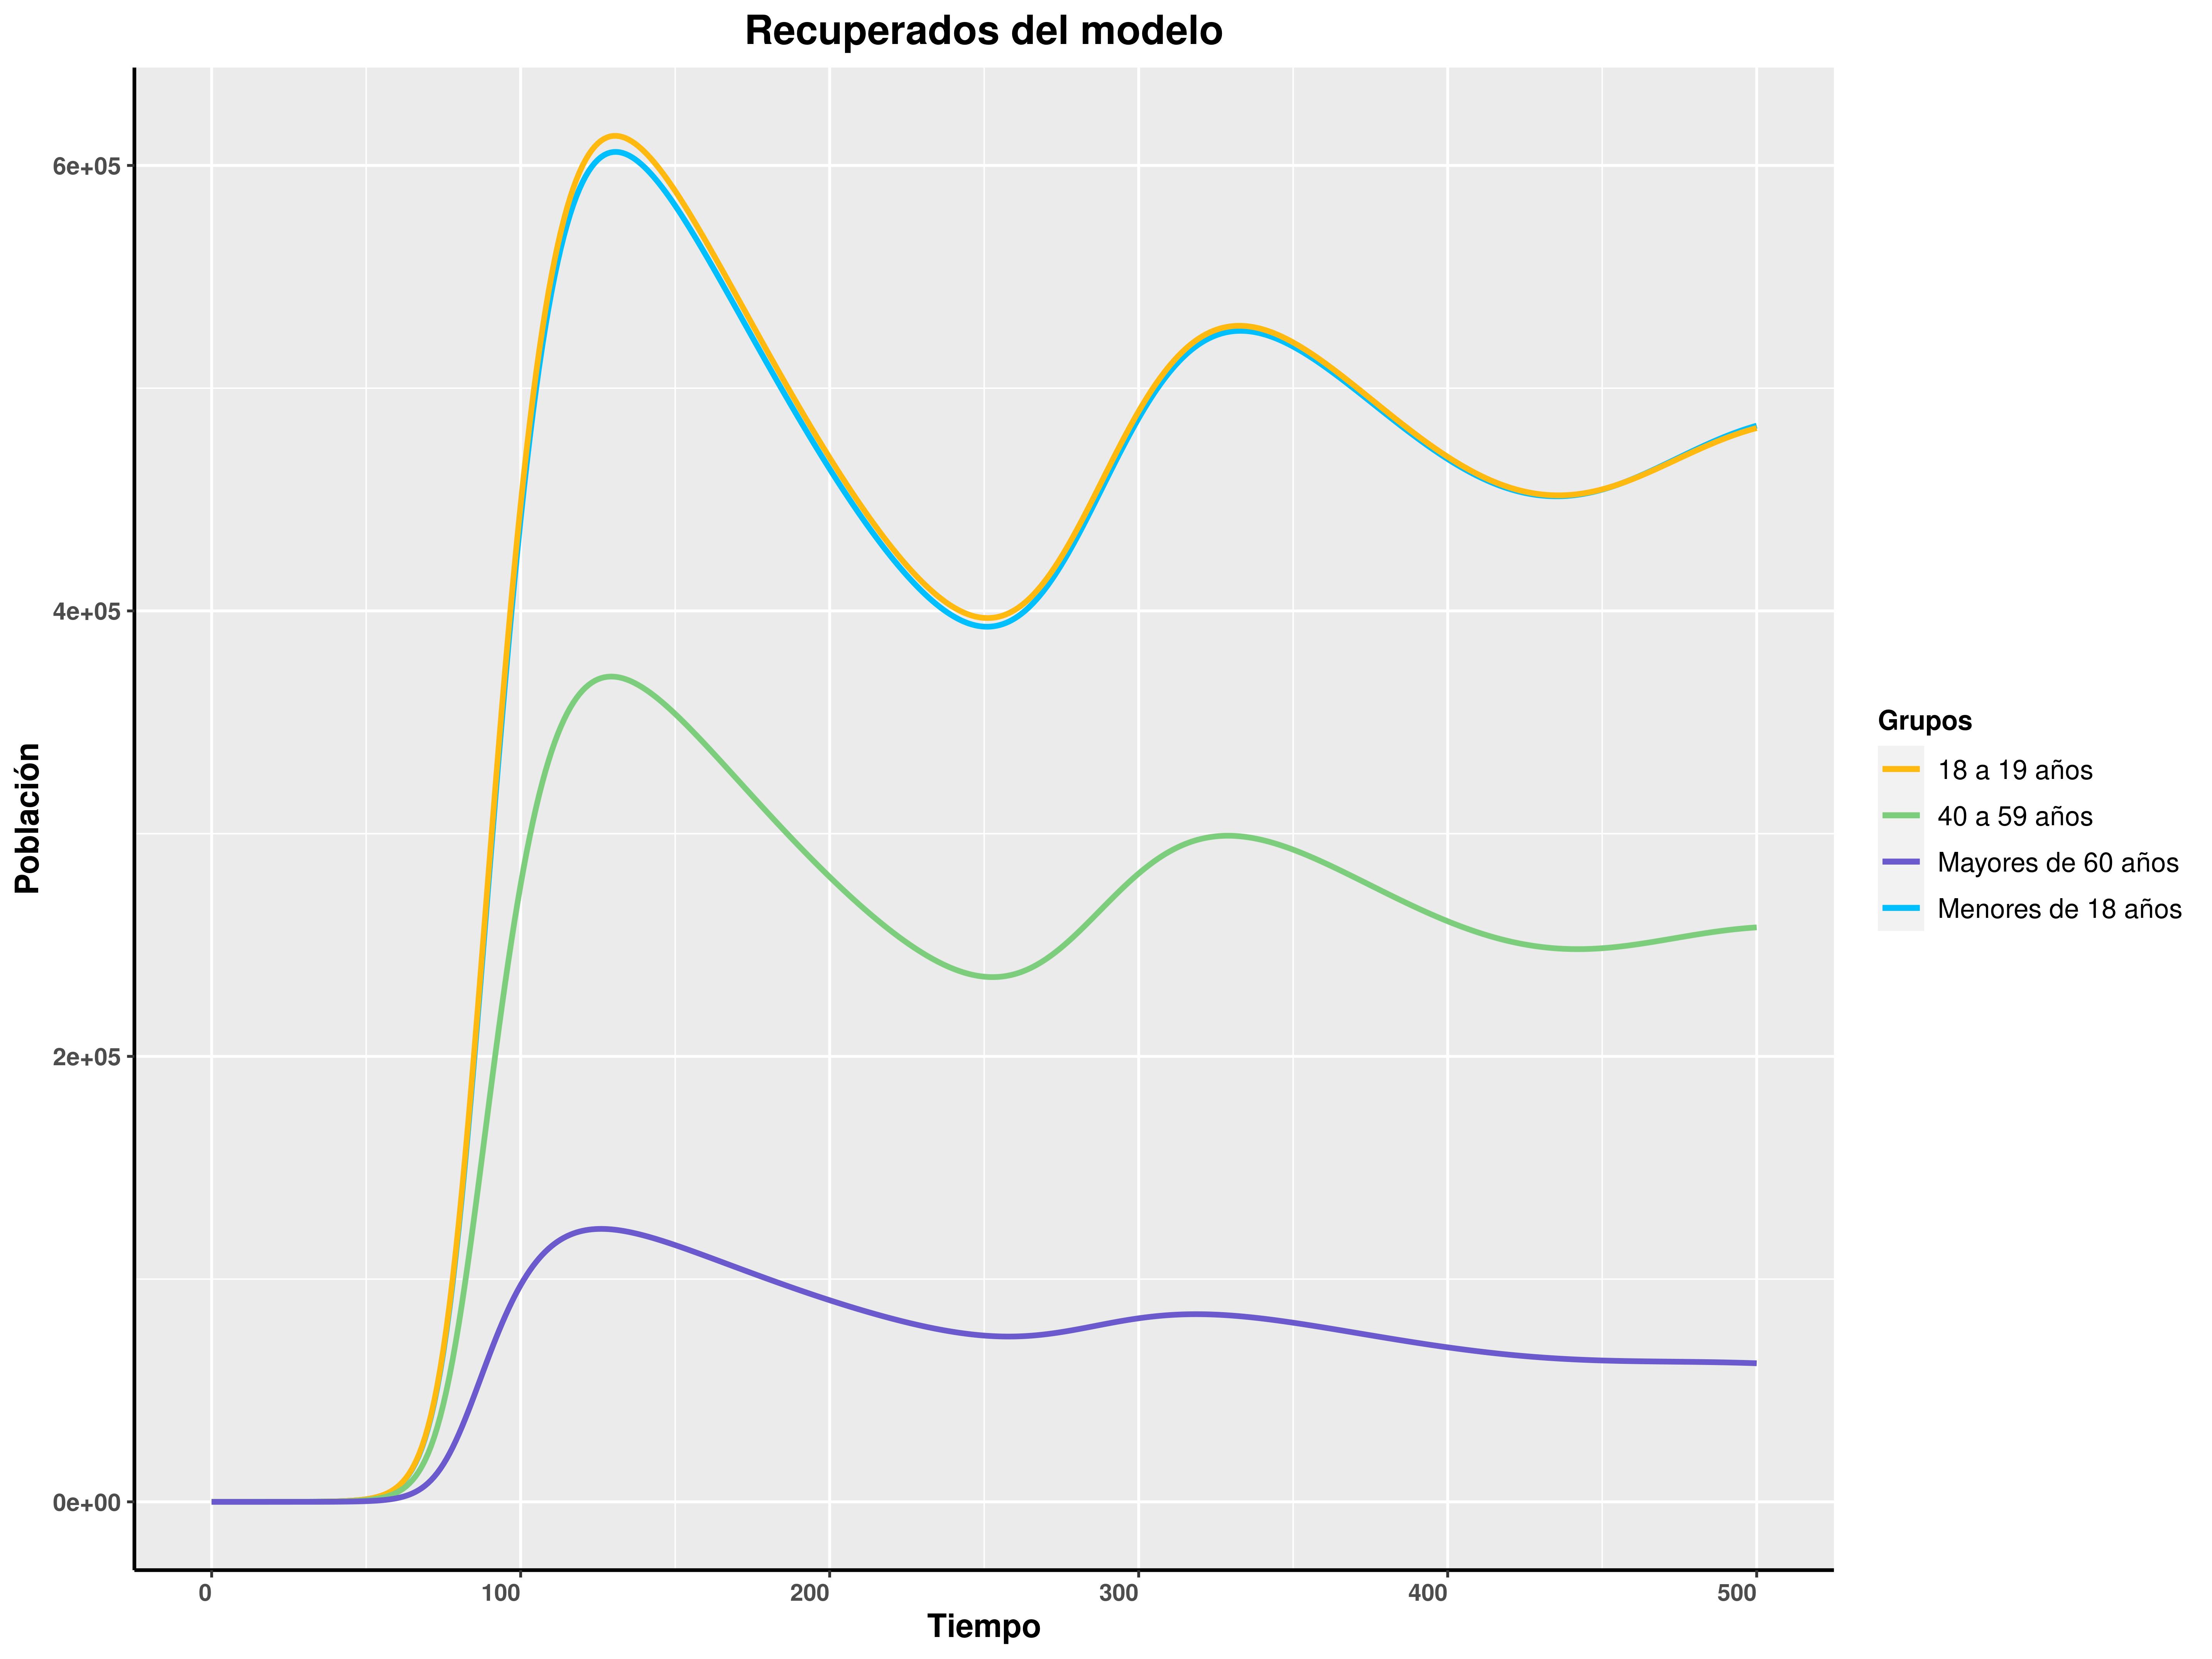 Recuperados del modelo
Población
6e+05
4e+05
2e+05
0e+00
0 100 200 300 400 500
Tiempo
Grupos
18 a 19 años
40 a 59 años
Mayores de 60 años
Menores de 18 años